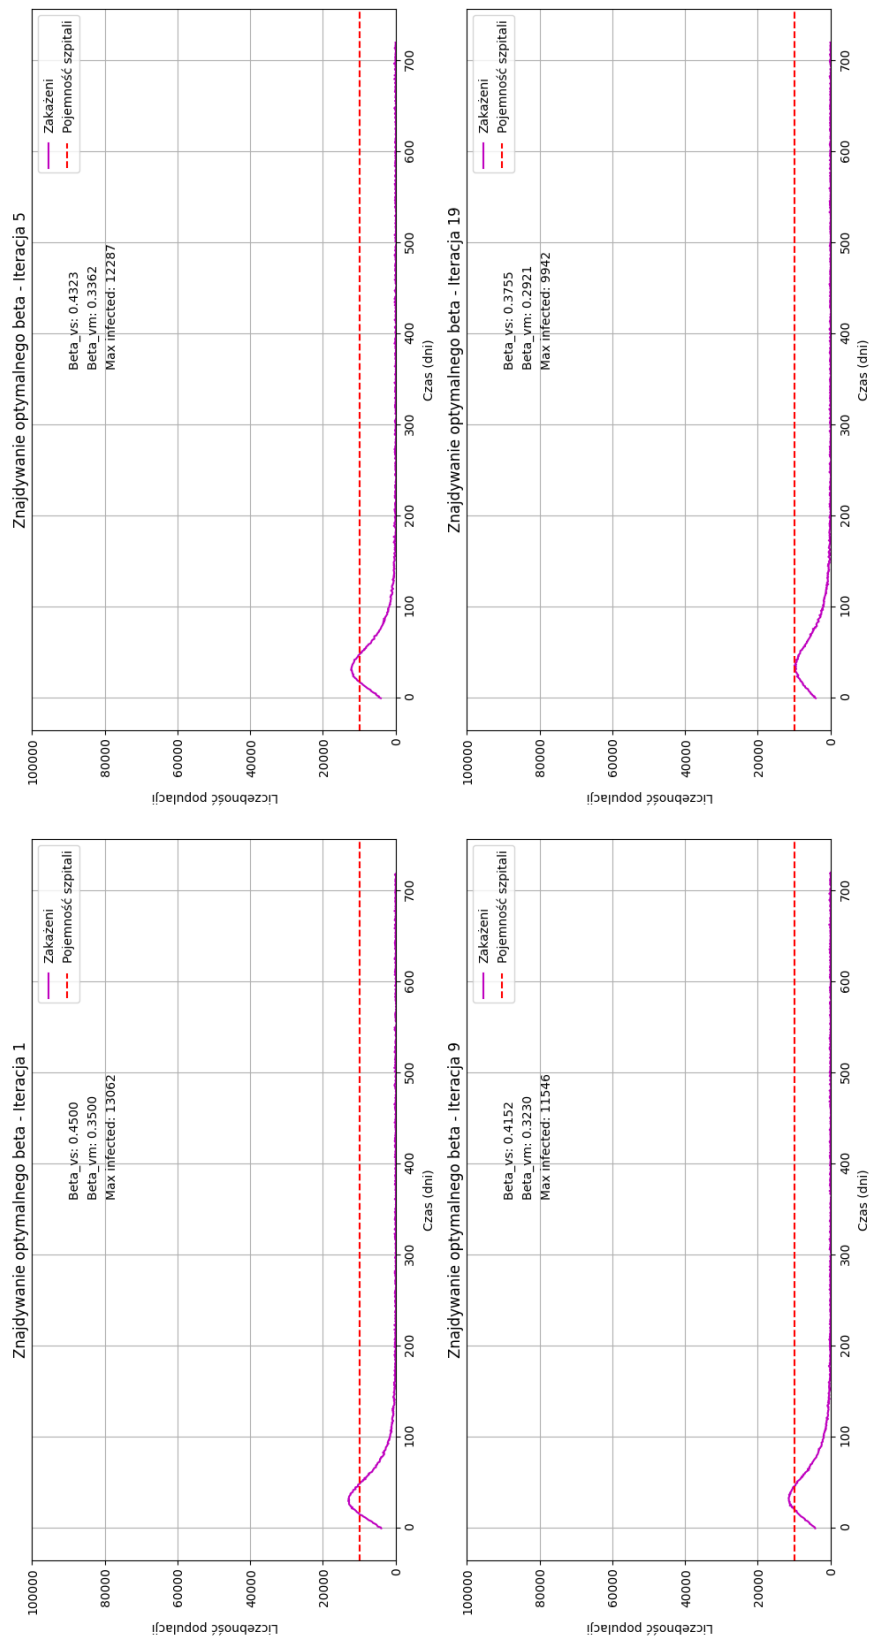 Znajdywanie optymalnego beta - Iteracja 1
100000
80000
60000
40000
20000
0
Liczebność populacji
Beta_vs: 0.4500
Beta_vm: 0.3500
Max infected: 13062
Zakażeni
Pojemność szpitali
0
100
200
300
400
500
600
700
Czas (dni)
Znajdywanie optymalnego beta - Iteracja 5
100000
80000
60000
40000
20000
0
Liczebność populacji
Beta_vs: 0.4323
Beta_vm: 0.3362
Max infected: 12287
Zakażeni
Pojemność szpitali
0
100
200
300
400
500
600
700
Czas (dni)
Znajdywanie optymalnego beta - Iteracja 9
100000
80000
60000
40000
20000
0
Liczebność populacji
Beta_vs: 0.4152
Beta_vm: 0.3230
Max infected: 11546
Zakażeni
Pojemność szpitali
0
100
200
300
400
500
600
700
Czas (dni)
Znajdywanie optymalnego beta - Iteracja 19
100000
80000
60000
40000
20000
0
Liczebność populacji
Beta_vs: 0.3755
Beta_vm: 0.2921
Max infected: 9942
Zakażeni
Pojemność szpitali
0
100
200
300
400
500
600
700
Czas (dni)